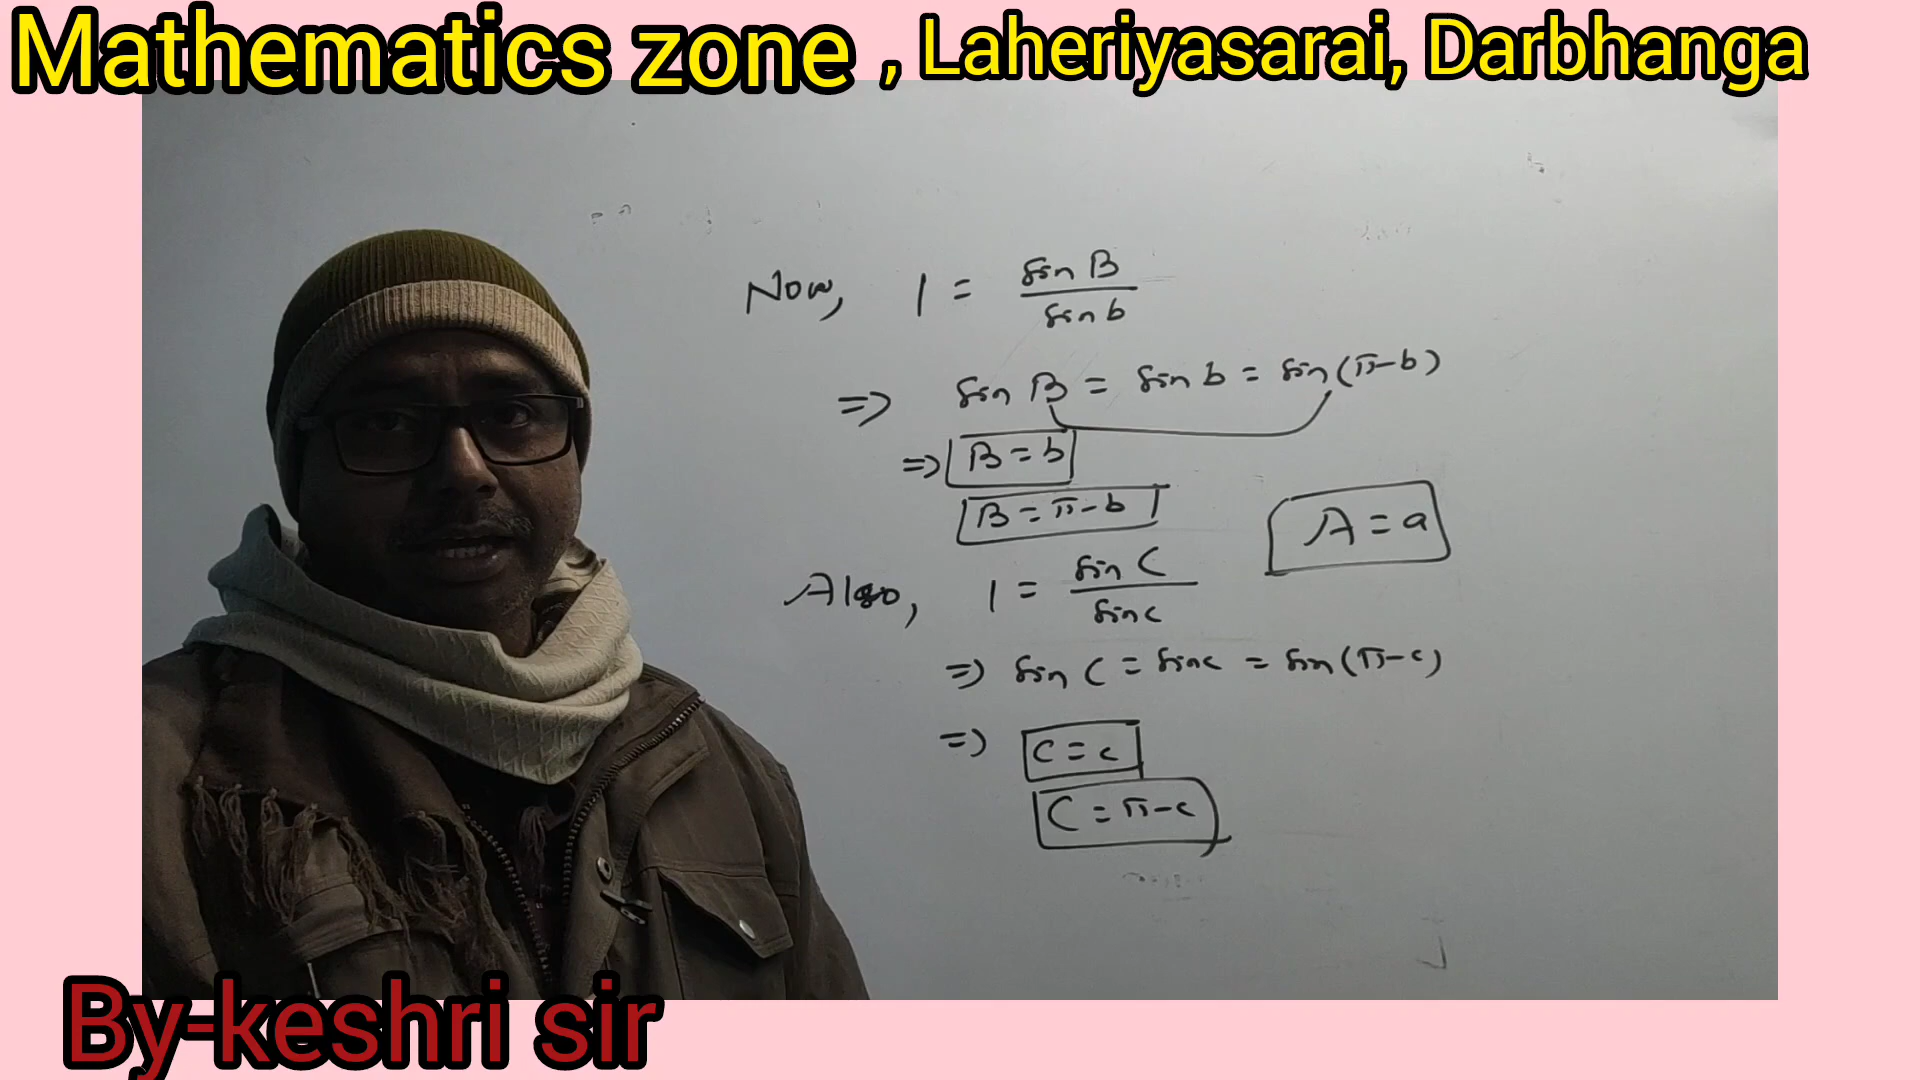 Mathematics zone , Laheriyasarai, Darbhanga
Now, 1 = sin B / sin b
=> sin B = sin b = sin (π-b)
=> B = b
B = π-b
A = a
Also, 1 = sin C / sin c
=> sin C = sin c = sin (π-c)
=> C = c
C = π-c
By-keshri sir